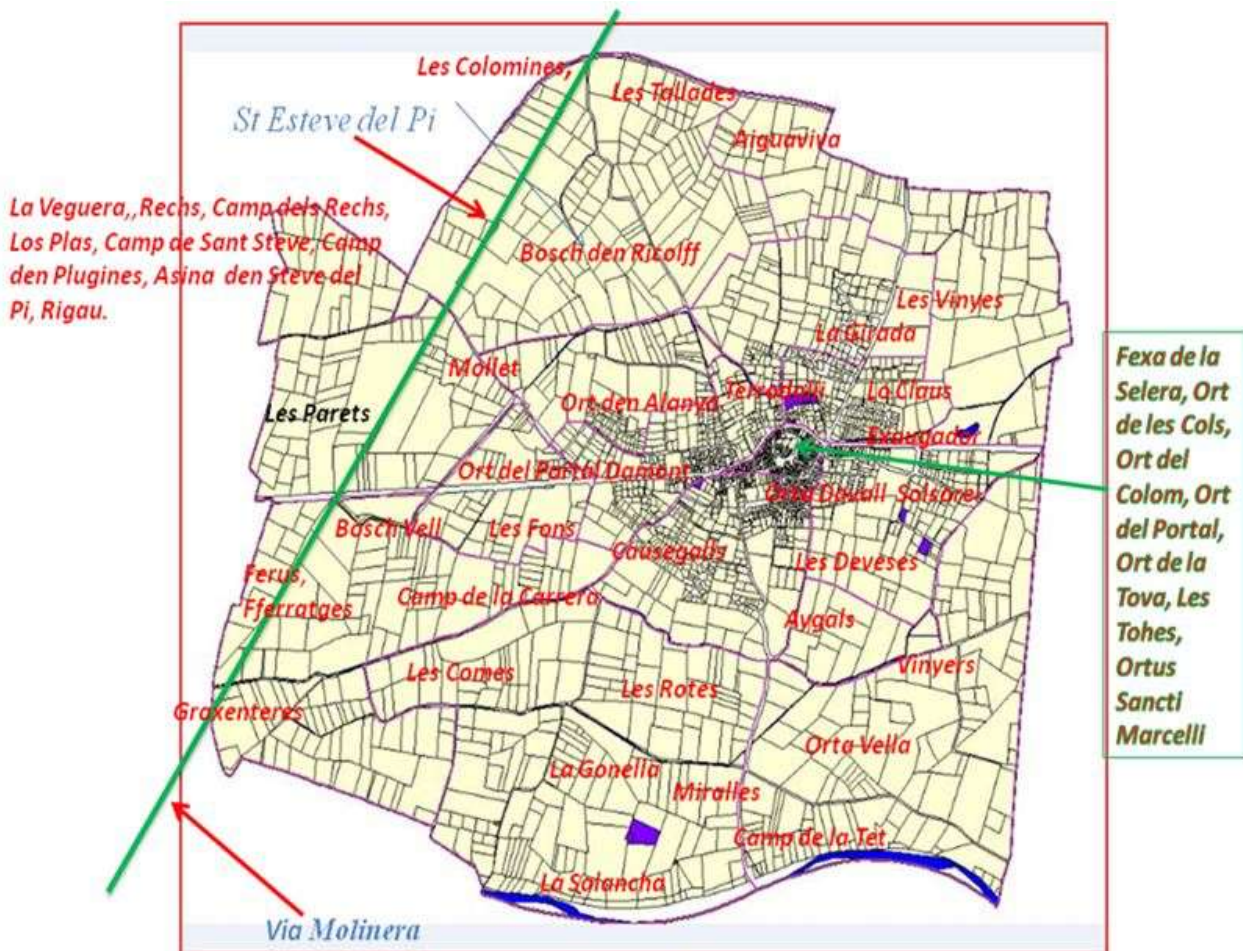 Les Colomines,
Les Tallades
St Esteve del Pi
Aiguaviva
La Veguera,,Rechs, Camp dels Rechs,
Los Plas, Camp de Sant Steve, Camp
den Plugines, Asina den Steve del
Pi, Rigau.
Bosch den Ricolff
Les Vinyes
La Girada
Mollet
Ort den Alanya
Terradelli
La Claus
Les Parets
Exaugador
Ort del Portal Damont
Orta Davall
Salsorer
Bosch Vell
Les Fons
Causegalls
Les Deveses
Ferus,
Fferratges
Camp de la Carrera
Aygals
Vinyers
Les Comes
Les Rotes
Graxenteres
Orta Vella
La Gonella
Miralles
Camp de la Tet
La Salancha
Via Molinera
Fexa de la
Selera, Ort
de les Cols,
Ort del
Colom, Ort
del Portal,
Ort de la
Tova, Les
Tohes,
Ortus
Sancti
Marcelli